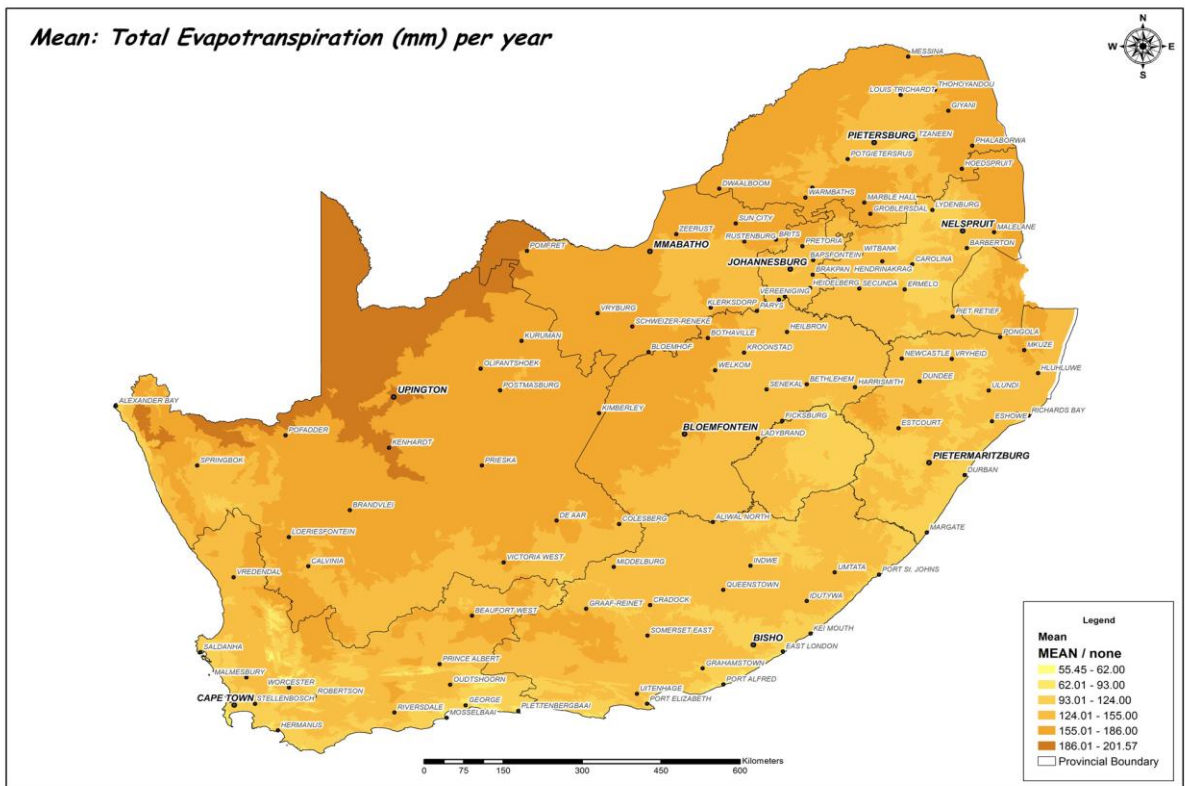 Mean: Total Evapotranspiration (mm) per year
N
W E
S
MESSINA
THOHOYANDOU
LOUIS TRICHARDT
GIYANI
PIETERSBURG
TZANEEN
PHALABORWA
POTGIETERSRUS
HOEDSPRUIT
DWAALBOOM
WARMBATHS
MARBLE HALL
LYDENBURG
GROBLERSDAL
SUN CITY
NELSPRUIT
ZEERUST
MALELANE
RUSTENBURG
BRITS
PRETORIA
WITBANK
BARBERTON
POMFRET
MMABATHO
BAPSFONTEIN
JOHANNESBURG
HENDRINAKRAG
CAROLINA
BRAKPAN
HEIDELBERG
SECUNDA
ERMELO
VEREENIGING
KLERKSDORP
PARYS
VRYBURG
PIET RETIEF
SCHWEIZER-RENEKE
HEILBRON
KURUMAN
BOTHAVILLE
PONGOLA
BLOEMHOF
KROONSTAD
MKUZE
NEWCASTLE
VRYHEID
OLIFANTSHOEK
WELKOM
HLUHLUWE
DUNDEE
UPINGTON
POSTMASBURG
SENEKAL
BETHLEHEM
HARRISMITH
ULUNDI
ALEXANDER BAY
KIMBERLEY
RICHARDS BAY
FICKSBURG
ESHOWE
BLOEMFONTEIN
ESTCOURT
POFADDER
LADYBRAND
KENHARDT
SPRINGBOK
PRIESKA
PIETERMARITZBURG
DURBAN
BRANDVLEI
DE AAR
COLESBERG
ALIWAL NORTH
MARGATE
LOERIESFONTEIN
CALVINIA
VICTORIA WEST
MIDDELBURG
INDWE
UMTATA
PORT ST. JOHNS
VREDENDAL
QUEENSTOWN
IDUTYWA
BEAUFORT WEST
GRAAF-REINET
CRADOCK
SOMERSET EAST
KEI MOUTH
BISHO
SALDANHA
EAST LONDON
PRINCE ALBERT
GRAHAMSTOWN
MALMESBURY
WORCESTER
OUDTSHOORN
PORT ALFRED
ROBERTSON
UITENHAGE
CAPE TOWN
STELLENBOSCH
GEORGE
PORT ELIZABETH
RIVERSDALE
PLETTENBERGBAAI
MOSSELBAAI
HERMANUS
Kilometers
0 75 150 300 450 600
Legend
Mean
MEAN / none
55.45 - 62.00
62.01 - 93.00
93.01 - 124.00
124.01 - 155.00
155.01 - 186.00
186.01 - 201.57
Provincial Boundary